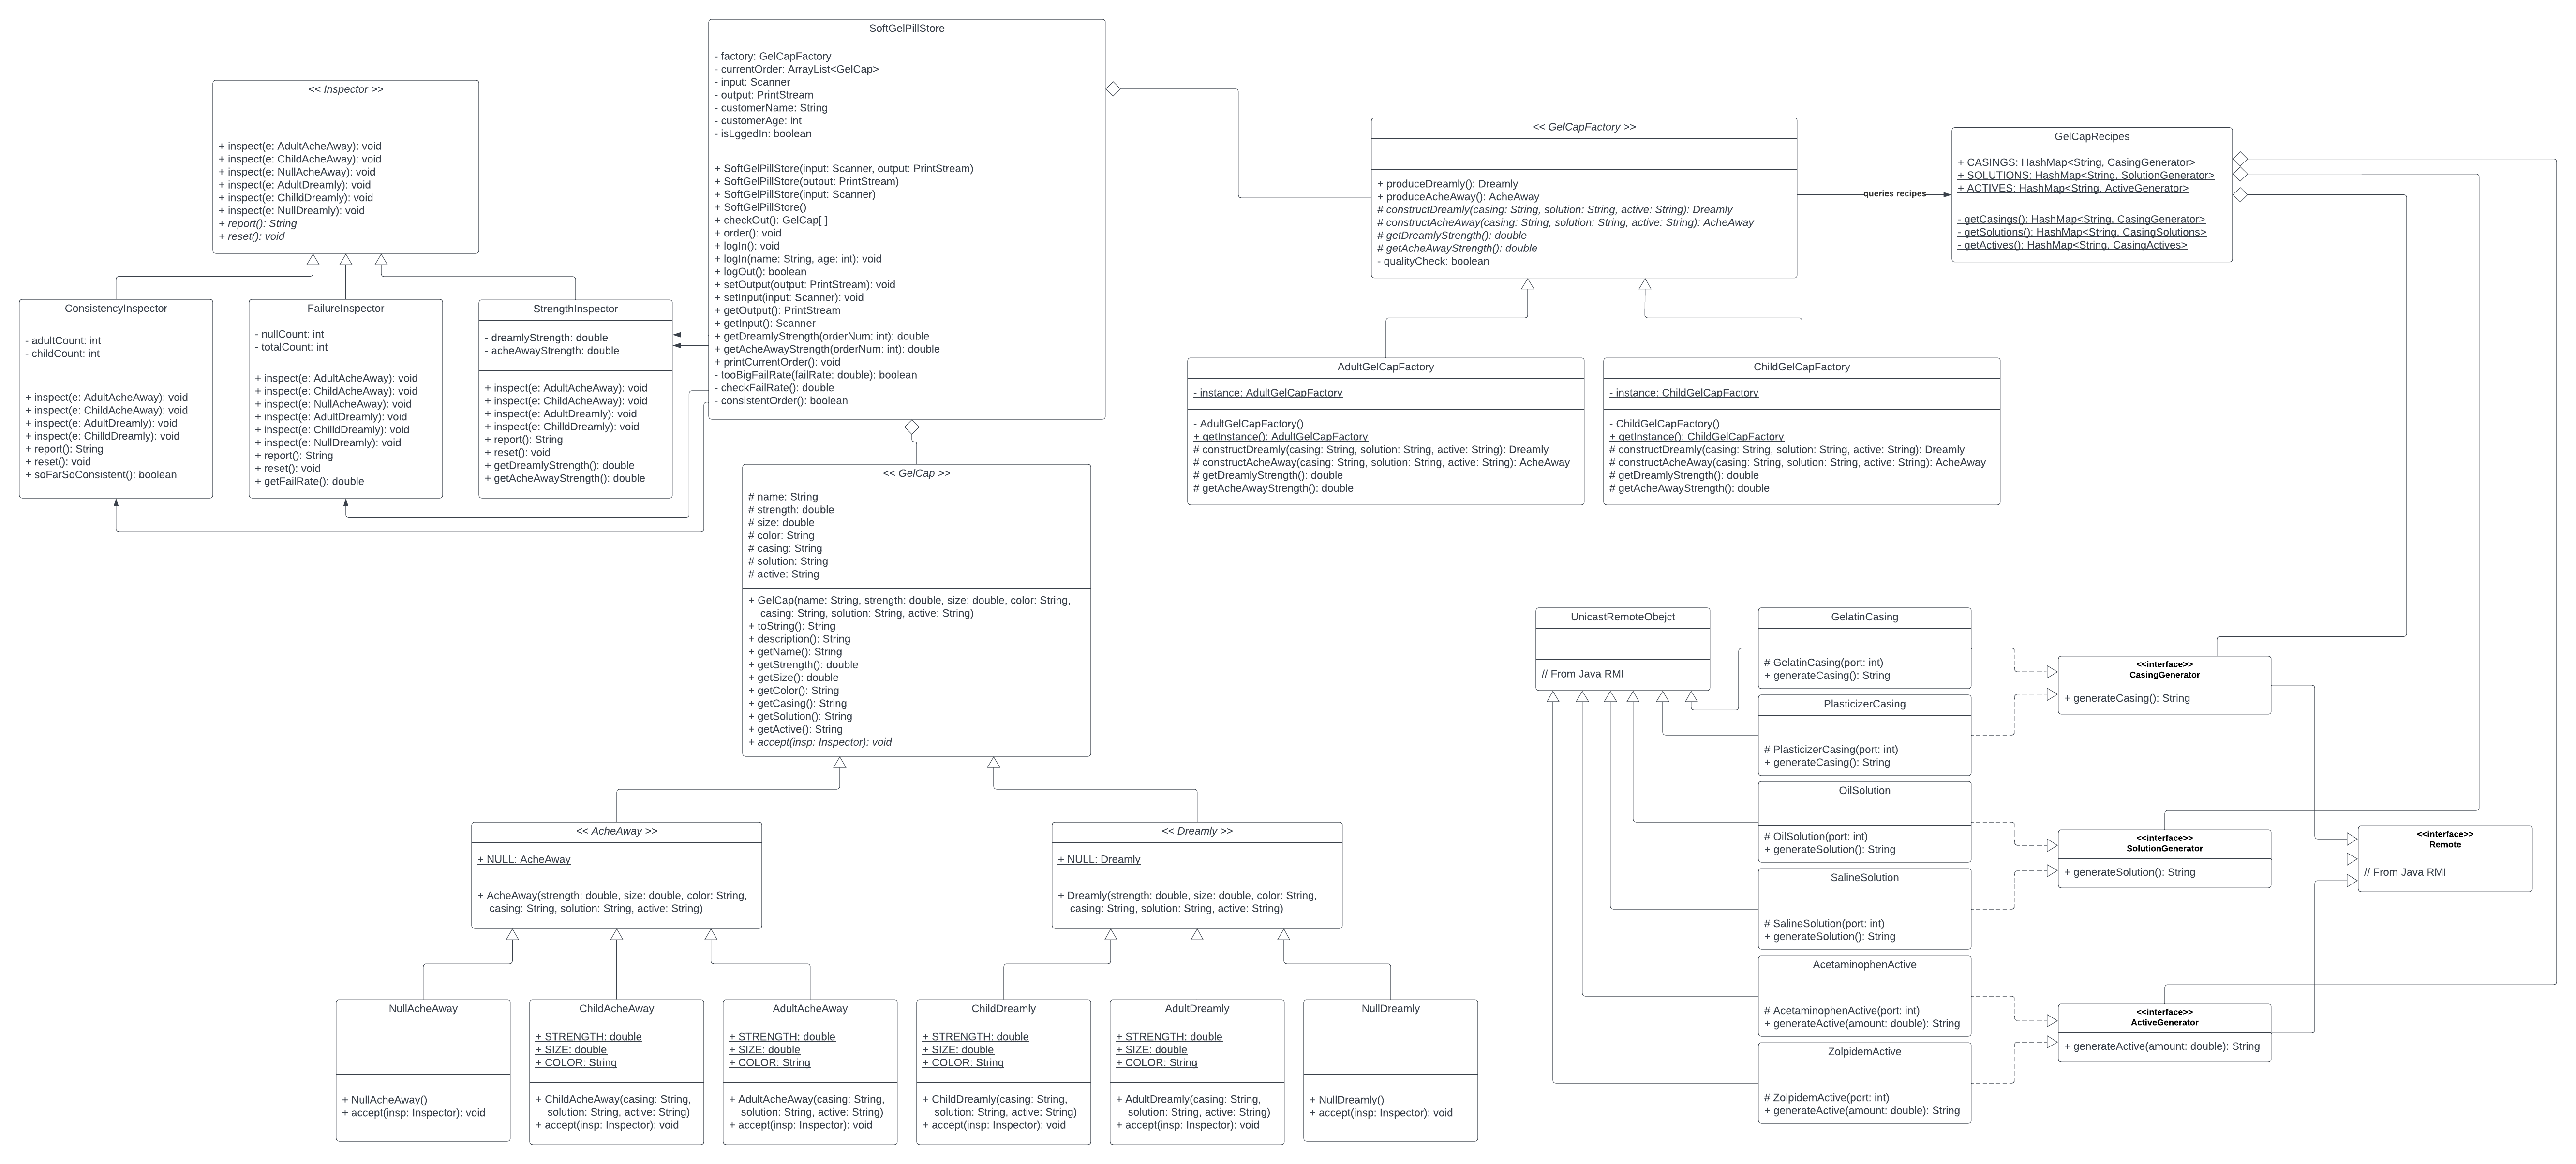 SoftGelPillStore
- factory: GelCapFactory
- currentOrder: ArrayList<GelCap>
- input: Scanner
- output: PrintStream
- customerName: String
- customerAge: int
- isLggedIn: boolean
+ SoftGelPillStore(input: Scanner, output: PrintStream)
+ SoftGelPillStore(output: PrintStream)
+ SoftGelPillStore(input: Scanner)
+ SoftGelPillStore()
+ checkOut(): GelCap[ ]
+ order(): void
+ logIn(): void
+ logIn(name: String, age: int): void
+ logOut(): boolean
+ setOutput(output: PrintStream): void
+ setInput(input: Scanner): void
+ getOutput(): PrintStream
+ getInput(): Scanner
+ getDreamlyStrength(orderNum: int): double
+ getAcheAwayStrength(orderNum: int): double
+ printCurrentOrder(): void
- tooBigFailRate(failRate: double): boolean
- checkFailRate(): double
- consistentOrder(): boolean
<< Inspector >>
+ inspect(e: AdultAcheAway): void
+ inspect(e: ChildAcheAway): void
+ inspect(e: NullAcheAway): void
+ inspect(e: AdultDreamly): void
+ inspect(e: ChilldDreamly): void
+ inspect(e: NullDreamly): void
+ report(): String
+ reset(): void
ConsistencyInspector
- adultCount: int
- childCount: int
+ inspect(e: AdultAcheAway): void
+ inspect(e: ChildAcheAway): void
+ inspect(e: AdultDreamly): void
+ inspect(e: ChilldDreamly): void
+ report(): String
+ reset(): void
+ soFarSoConsistent(): boolean
FailureInspector
- nullCount: int
- totalCount: int
+ inspect(e: AdultAcheAway): void
+ inspect(e: ChildAcheAway): void
+ inspect(e: NullAcheAway): void
+ inspect(e: AdultDreamly): void
+ inspect(e: ChilldDreamly): void
+ inspect(e: NullDreamly): void
+ report(): String
+ reset(): void
+ getFailRate(): double
StrengthInspector
- dreamlyStrength: double
- acheAwayStrength: double
+ inspect(e: AdultAcheAway): void
+ inspect(e: ChildAcheAway): void
+ inspect(e: AdultDreamly): void
+ inspect(e: ChilldDreamly): void
+ report(): String
+ reset(): void
+ getDreamlyStrength(): double
+ getAcheAwayStrength(): double
<< GelCapFactory >>
+ produceDreamly(): Dreamly
+ produceAcheAway(): AcheAway
# constructDreamly(casing: String, solution: String, active: String): Dreamly
# constructAcheAway(casing: String, solution: String, active: String): AcheAway
# getDreamlyStrength(): double
# getAcheAwayStrength(): double
- qualityCheck: boolean
queries recipes
GelCapRecipes
+ CASINGS: HashMap<String, CasingGenerator>
+ SOLUTIONS: HashMap<String, SolutionGenerator>
+ ACTIVES: HashMap<String, ActiveGenerator>
- getCasings(): HashMap<String, CasingGenerator>
- getSolutions(): HashMap<String, CasingSolutions>
- getActives(): HashMap<String, CasingActives>
AdultGelCapFactory
- instance: AdultGelCapFactory
- AdultGelCapFactory()
+ getInstance(): AdultGelCapFactory
# constructDreamly(casing: String, solution: String, active: String): Dreamly
# constructAcheAway(casing: String, solution: String, active: String): AcheAway
# getDreamlyStrength(): double
# getAcheAwayStrength(): double
ChildGelCapFactory
- instance: ChildGelCapFactory
- ChildGelCapFactory()
+ getInstance(): ChildGelCapFactory
# constructDreamly(casing: String, solution: String, active: String): Dreamly
# constructAcheAway(casing: String, solution: String, active: String): AcheAway
# getDreamlyStrength(): double
# getAcheAwayStrength(): double
<< GelCap >>
# name: String
# strength: double
# size: double
# color: String
# casing: String
# solution: String
# active: String
+ GelCap(name: String, strength: double, size: double, color: String,
casing: String, solution: String, active: String)
+ toString(): String
+ description(): String
+ getName(): String
+ getStrength(): double
+ getSize(): double
+ getColor(): String
+ getCasing(): String
+ getSolution(): String
+ getActive(): String
+ accept(insp: Inspector): void
<< AcheAway >>
+ NULL: AcheAway
+ AcheAway(strength: double, size: double, color: String,
casing: String, solution: String, active: String)
<< Dreamly >>
+ NULL: Dreamly
+ Dreamly(strength: double, size: double, color: String,
casing: String, solution: String, active: String)
NullAcheAway
+ NullAcheAway()
+ accept(insp: Inspector): void
ChildAcheAway
+ STRENGTH: double
+ SIZE: double
+ COLOR: String
+ ChildAcheAway(casing: String,
solution: String, active: String)
+ accept(insp: Inspector): void
AdultAcheAway
+ STRENGTH: double
+ SIZE: double
+ COLOR: String
+ AdultAcheAway(casing: String,
solution: String, active: String)
+ accept(insp: Inspector): void
ChildDreamly
+ STRENGTH: double
+ SIZE: double
+ COLOR: String
+ ChildDreamly(casing: String,
solution: String, active: String)
+ accept(insp: Inspector): void
AdultDreamly
+ STRENGTH: double
+ SIZE: double
+ COLOR: String
+ AdultDreamly(casing: String,
solution: String, active: String)
+ accept(insp: Inspector): void
NullDreamly
+ NullDreamly()
+ accept(insp: Inspector): void
UnicastRemoteObejct
// From Java RMI
GelatinCasing
# GelatinCasing(port: int)
+ generateCasing(): String
PlasticizerCasing
# PlasticizerCasing(port: int)
+ generateCasing(): String
OilSolution
# OilSolution(port: int)
+ generateSolution(): String
SalineSolution
# SalineSolution(port: int)
+ generateSolution(): String
AcetaminophenActive
# AcetaminophenActive(port: int)
+ generateActive(amount: double): String
ZolpidemActive
# ZolpidemActive(port: int)
+ generateActive(amount: double): String
<<interface>>
CasingGenerator
+ generateCasing(): String
<<interface>>
SolutionGenerator
+ generateSolution(): String
<<interface>>
ActiveGenerator
+ generateActive(amount: double): String
<<interface>>
Remote
// From Java RMI